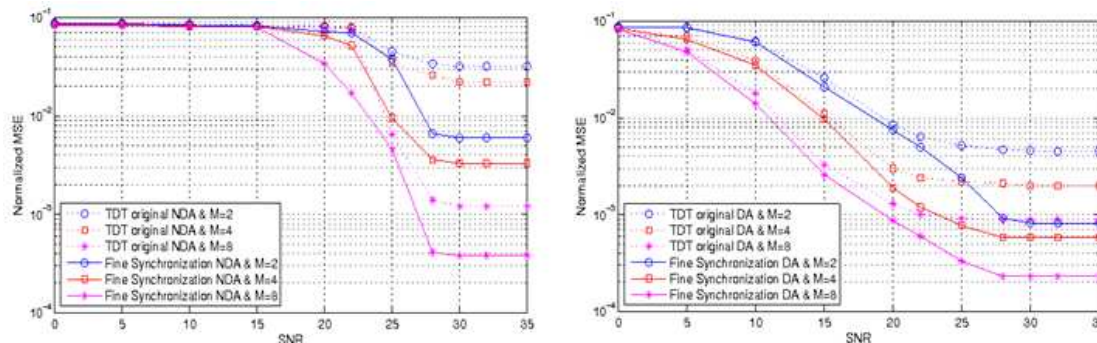 Normalized MSE
10^-1
10^-2
10^-3
10^-4
TDT original NDA & M=2
TDT original NDA & M=4
TDT original NDA & M=8
Fine Synchronization NDA & M=2
Fine Synchronization NDA & M=4
Fine Synchronization NDA & M=8
0 5 10 15 20 25 30 35
SNR
Normalized MSE
10^-1
10^-2
10^-3
10^-4
TDT original DA & M=2
TDT original DA & M=4
TDT original DA & M=8
Fine Synchronization DA & M=2
Fine Synchronization DA & M=4
Fine Synchronization DA & M=8
0 5 10 15 20 25 30 35
SNR